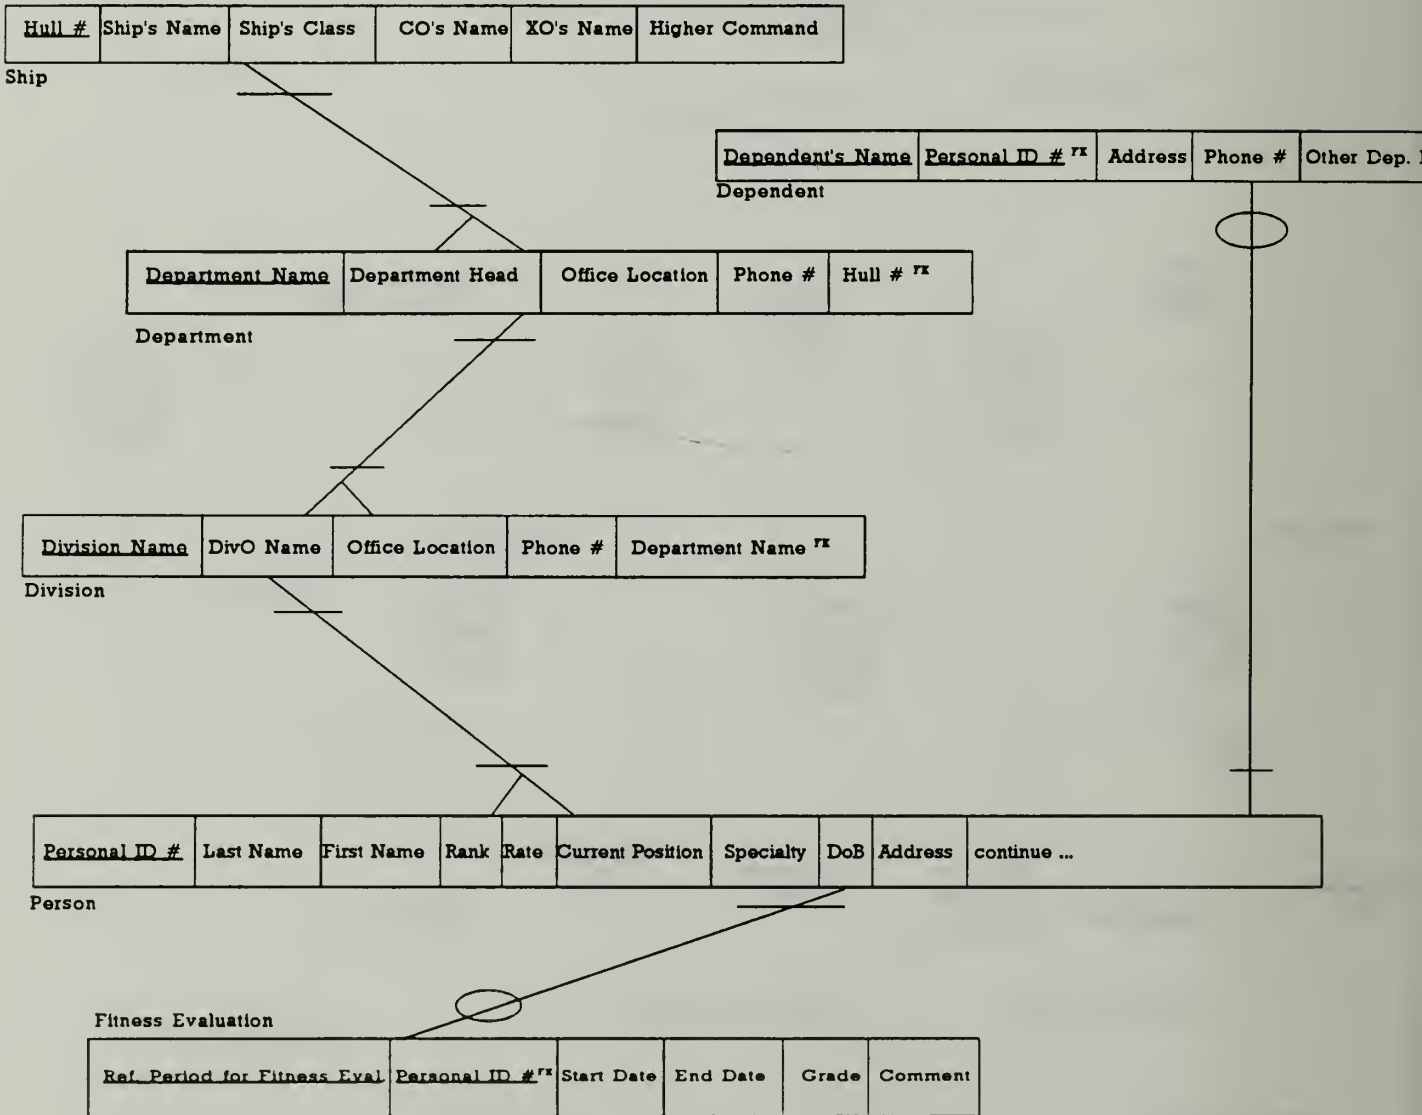 Hull # Ship's Name Ship's Class CO's Name XO's Name Higher Command
Ship
Dependent's Name Personal ID # FK Address Phone # Other Dep.
Dependent
Department Name Department Head Office Location Phone # Hull # FK
Department
Division Name DivO Name Office Location Phone # Department Name FK
Division
Personal ID # Last Name First Name Rank Rate Current Position Specialty DoB Address continue ...
Person
Fitness Evaluation
Ref. Period for Fitness Eval Personal ID # FK Start Date End Date Grade Comment